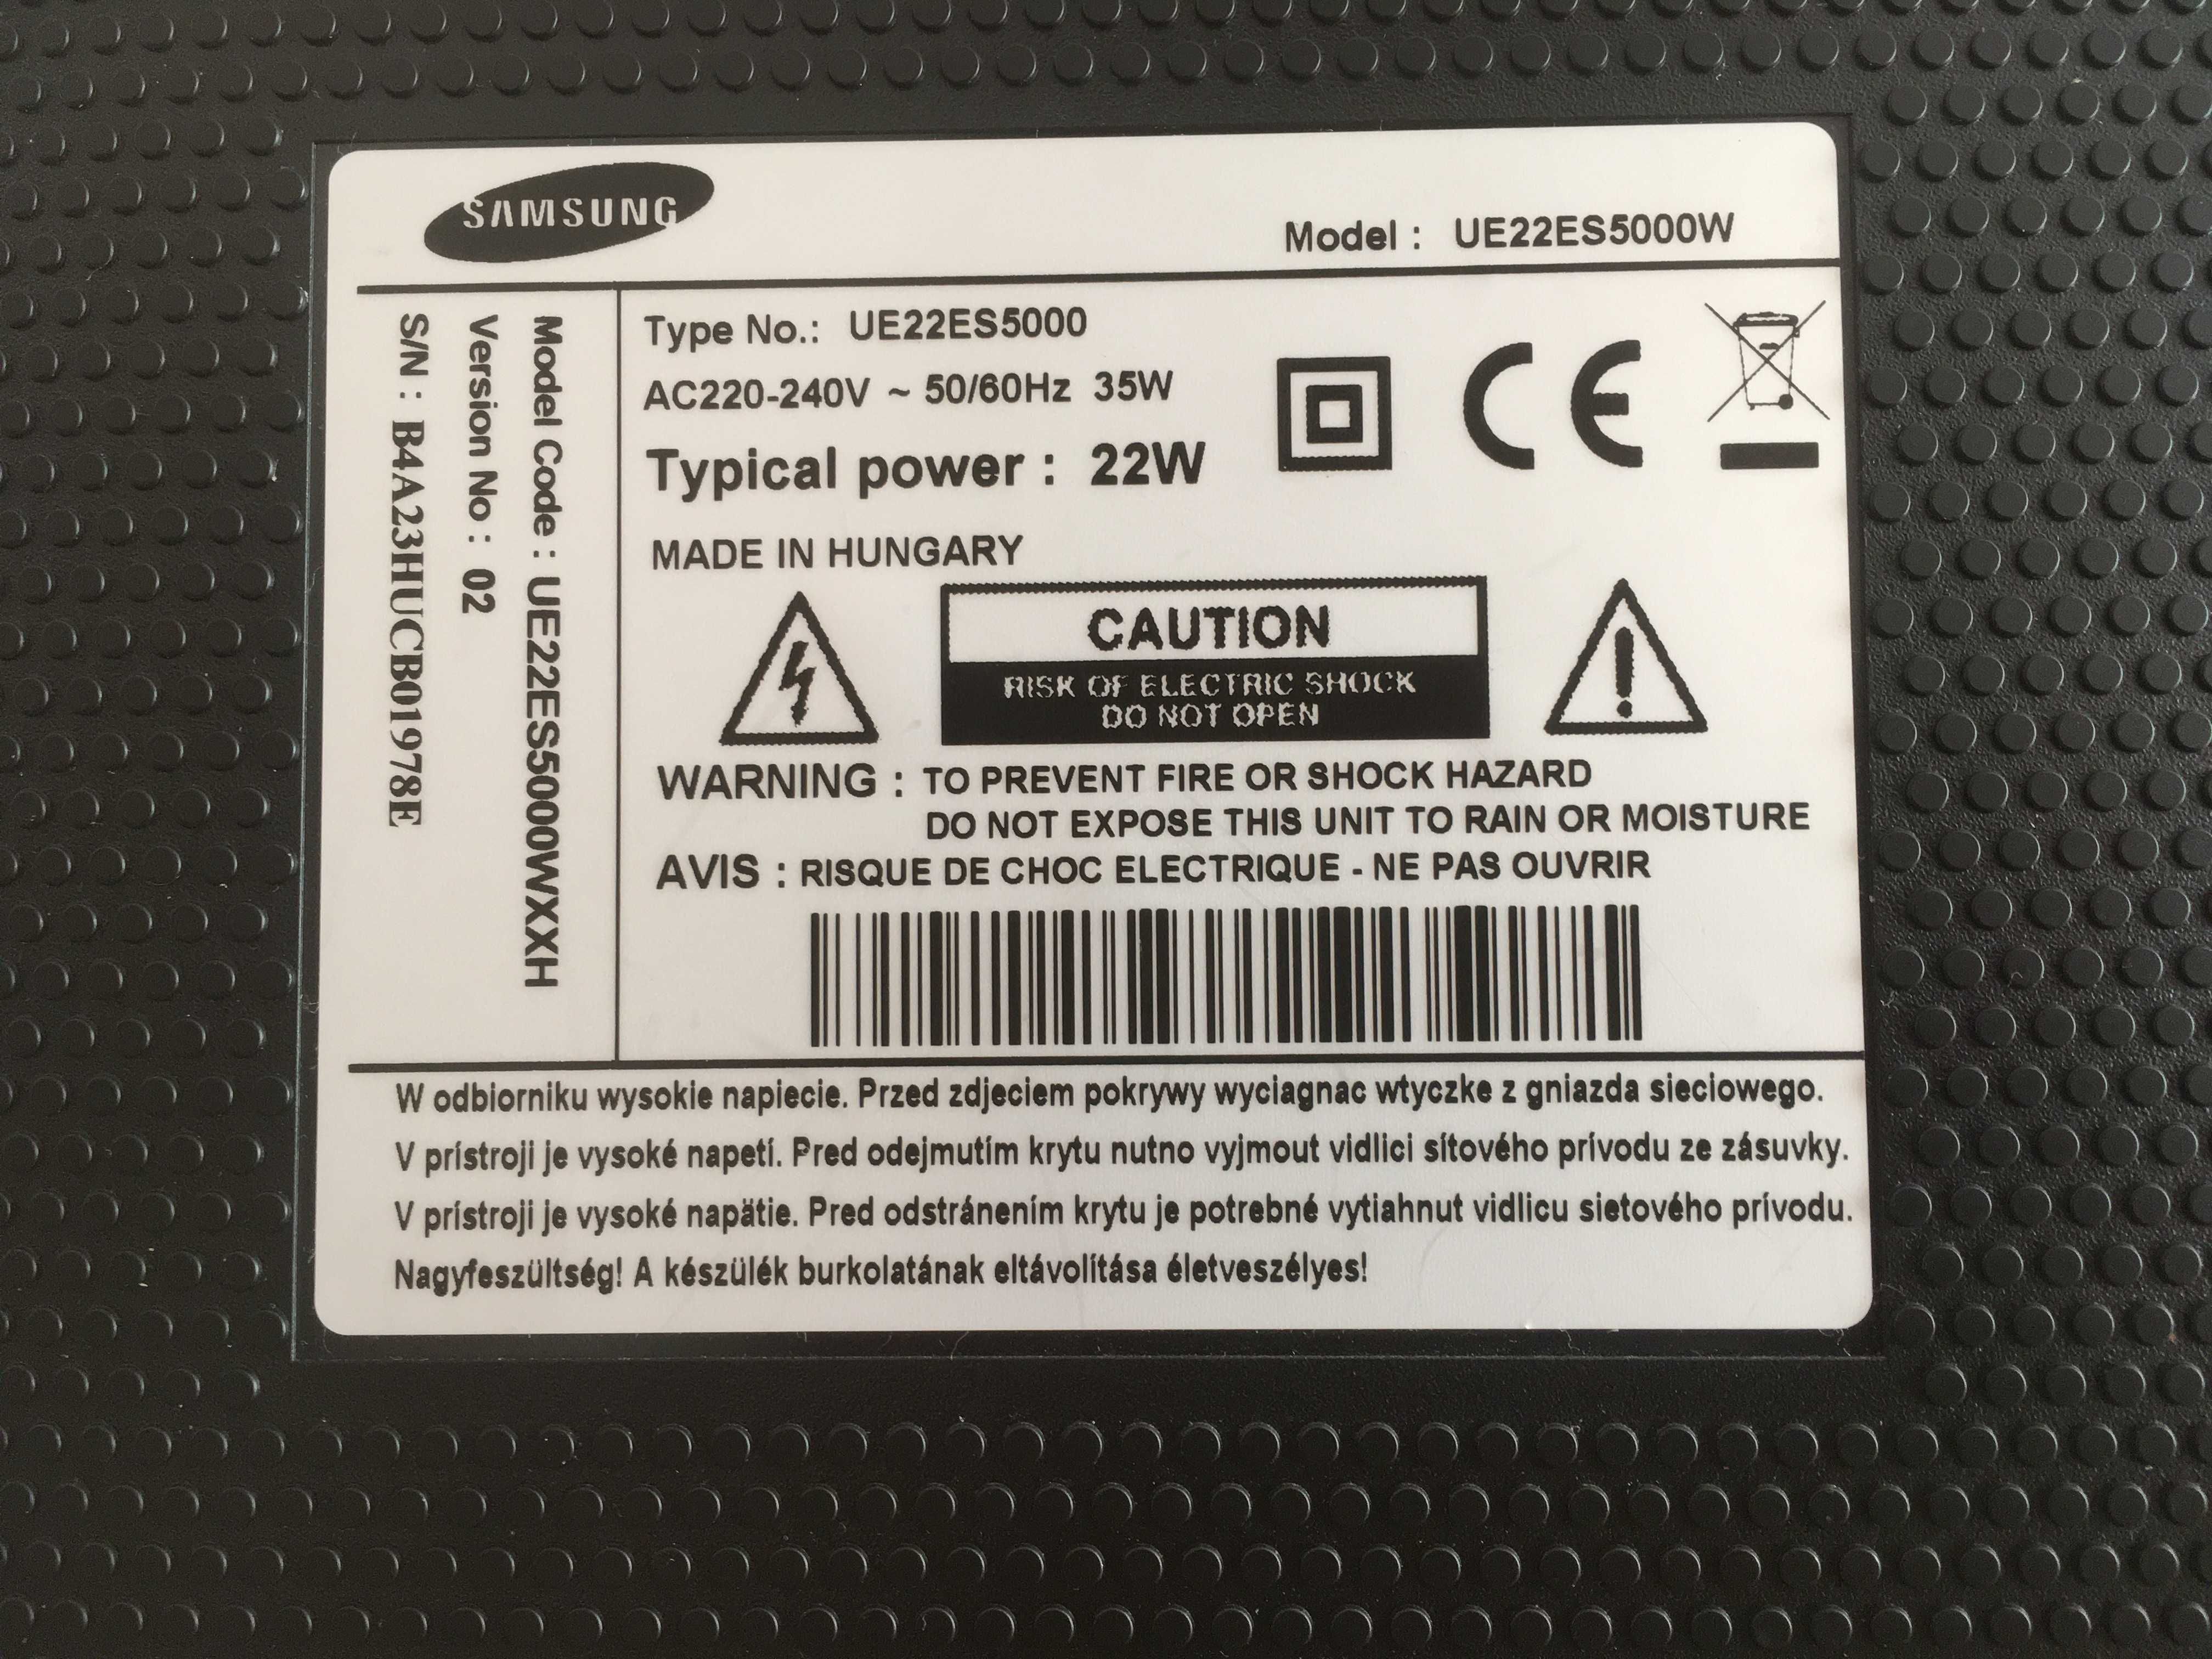 SAMSUNG
Model : UE22ES5000W
Model Code : UE22ES5000WXXH
Version No : 02
S/N : B4A23HUCB01978E
Type No.: UE22ES5000
AC220-240V ~ 50/60Hz 35W
Typical power : 22W
CE
MADE IN HUNGARY
CAUTION
RISK OF ELECTRIC SHOCK
DO NOT OPEN
WARNING : TO PREVENT FIRE OR SHOCK HAZARD
DO NOT EXPOSE THIS UNIT TO RAIN OR MOISTURE
AVIS : RISQUE DE CHOC ELECTRIQUE - NE PAS OUVRIR
W odbiorniku wysokie napiecie. Przed zdjeciem pokrywy wyciagnac wtyczke z gniazda sieciowego.
V prístroji je vysoké napetí. Pred odejmutím krytu nutno vyjmout vidlici sítového prívodu ze zásuvky.
V prístroji je vysoké napätie. Pred odstránením krytu je potrebné vytiahnut vidlicu sietového prívodu.
Nagyfeszültség! A készülék burkolatának eltávolítása életveszélyes!